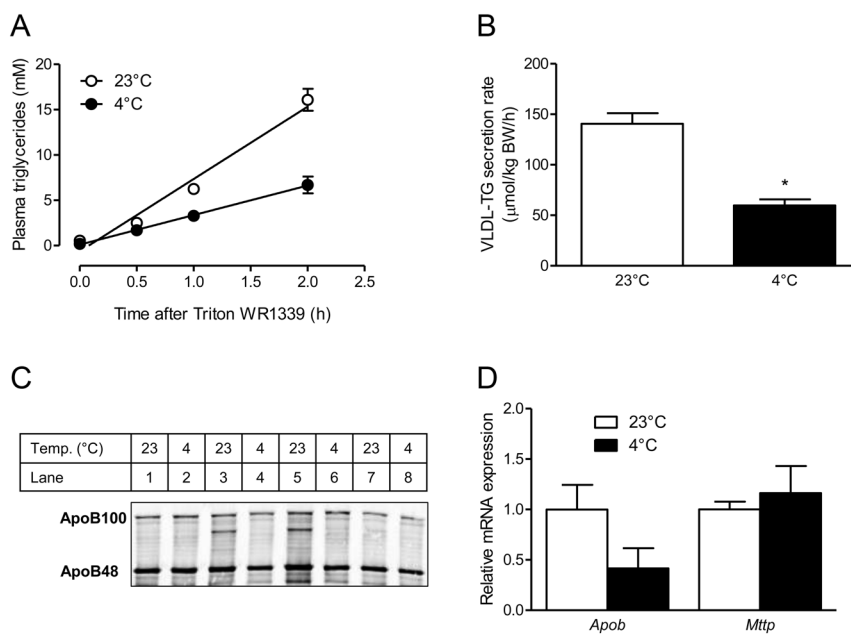 A
Plasma triglycerides (mM)
20
15
10
5
0
23°C
4°C
0.0 0.5 1.0 1.5 2.0 2.5
Time after Triton WR1339 (h)
B
VLDL-TG secretion rate
(μmol/kg BW/h)
200
150
100
50
0
*
23°C 4°C
C
Temp. (°C) 23 4 23 4 23 4 23 4
Lane 1 2 3 4 5 6 7 8
ApoB100
ApoB48
D
Relative mRNA expression
2.0
1.5
1.0
0.5
0.0
23°C
4°C
Apob Mttp